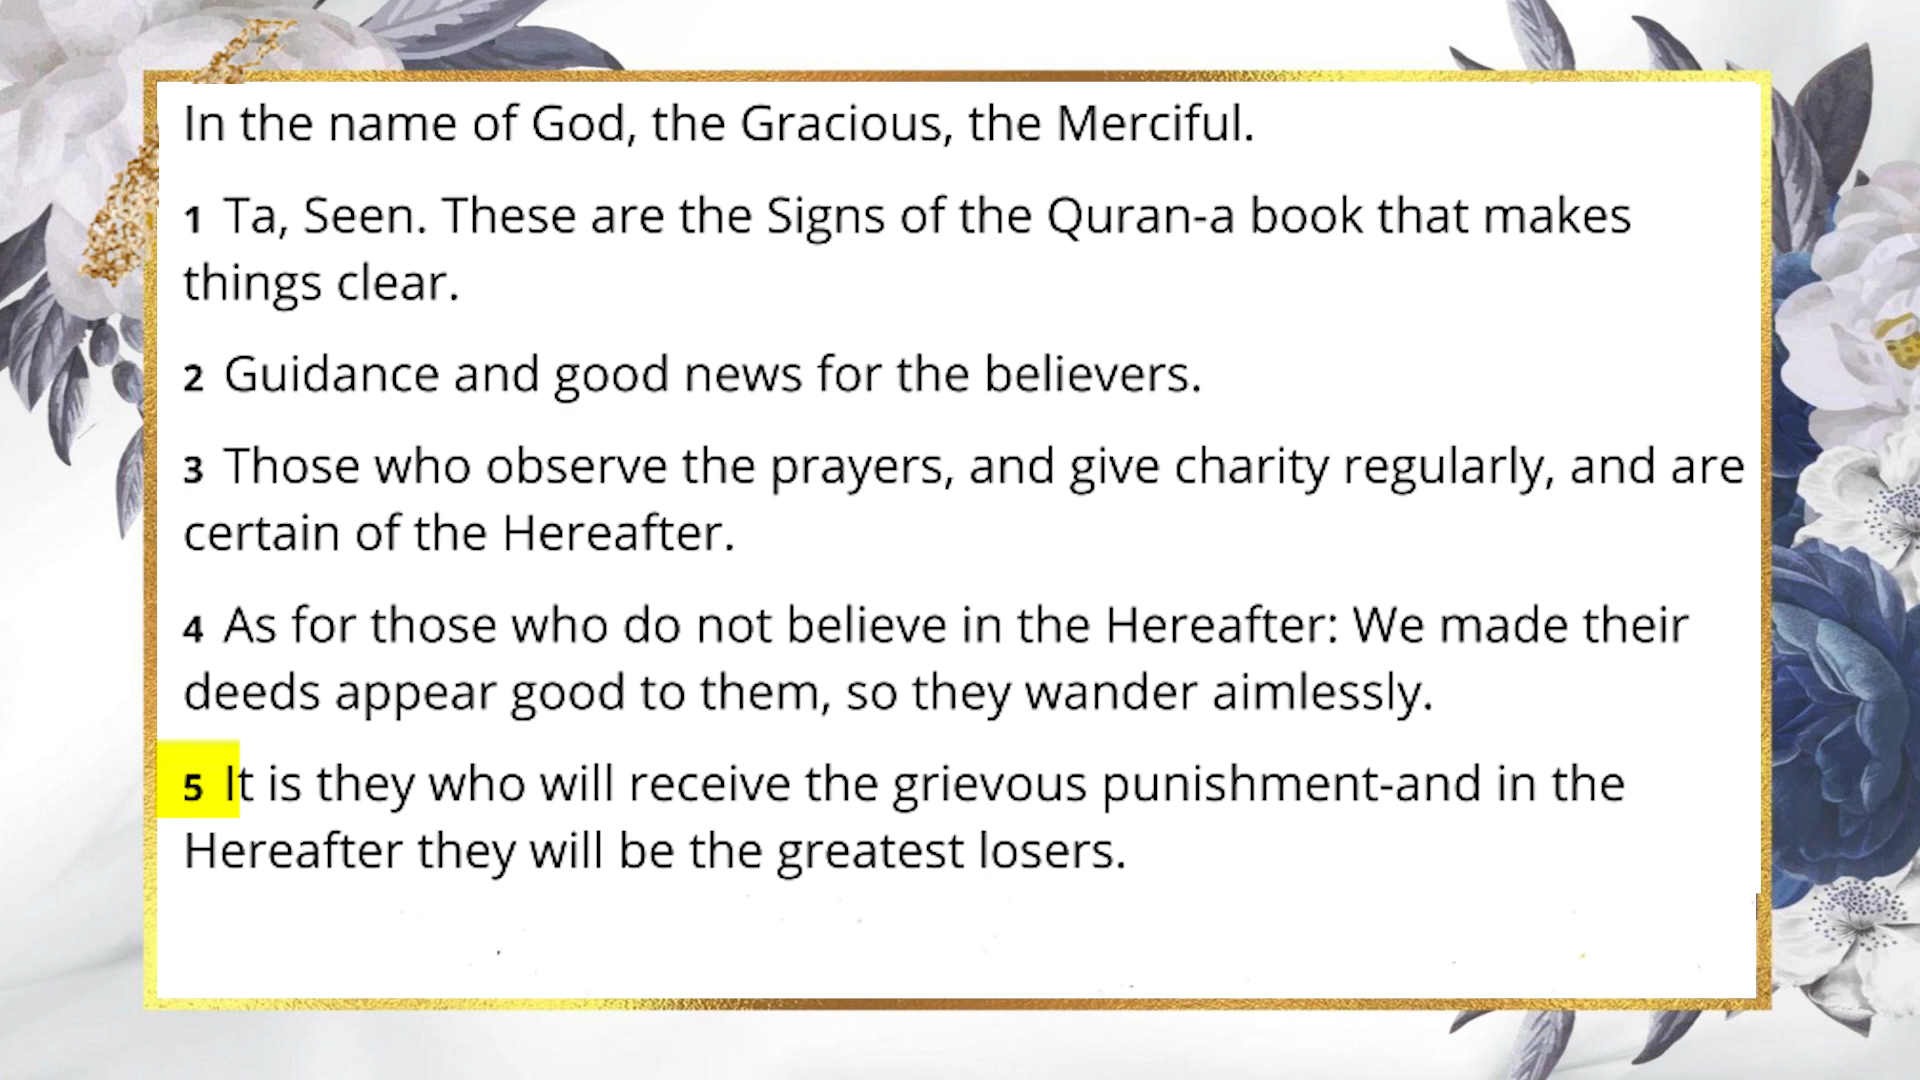 In the name of God, the Gracious, the Merciful.
1 Ta, Seen. These are the Signs of the Quran-a book that makes
things clear.
2 Guidance and good news for the believers.
3 Those who observe the prayers, and give charity regularly, and are
certain of the Hereafter.
4 As for those who do not believe in the Hereafter: We made their
deeds appear good to them, so they wander aimlessly.
5 It is they who will receive the grievous punishment-and in the
Hereafter they will be the greatest losers.